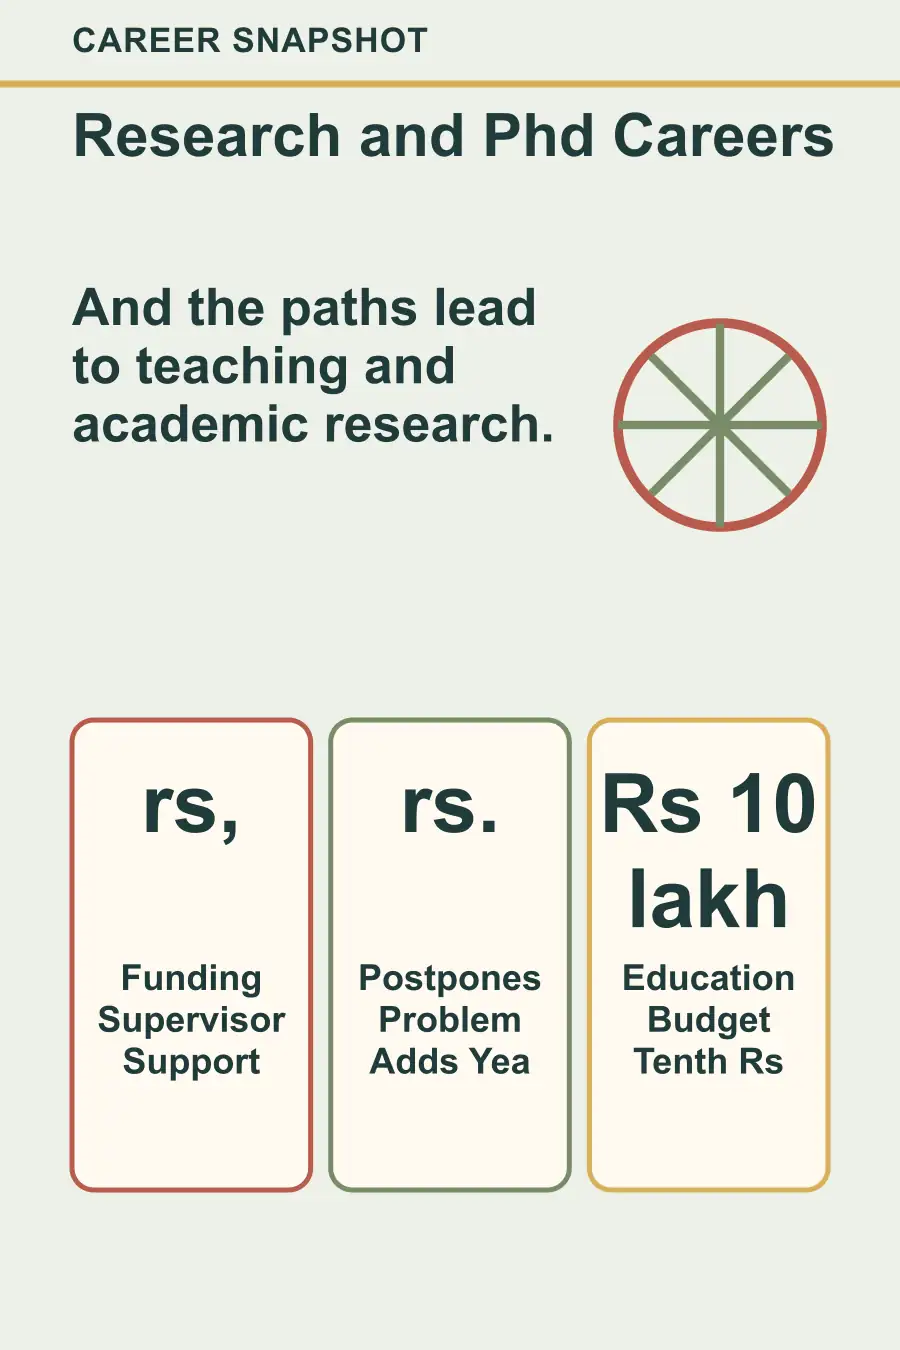 CAREER SNAPSHOT
Research and Phd Careers
And the paths lead
to teaching and
academic research.
rs,
Funding
Supervisor
Support
rs.
Postpones
Problem
Adds Yea
Rs 10
lakh
Education
Budget
Tenth Rs